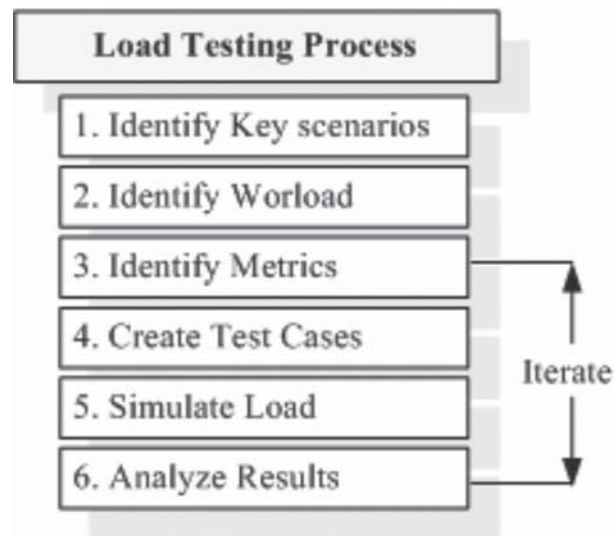 Load Testing Process
1. Identify Key scenarios
2. Identify Worload
3. Identify Metrics
4. Create Test Cases
5. Simulate Load
6. Analyze Results
Iterate